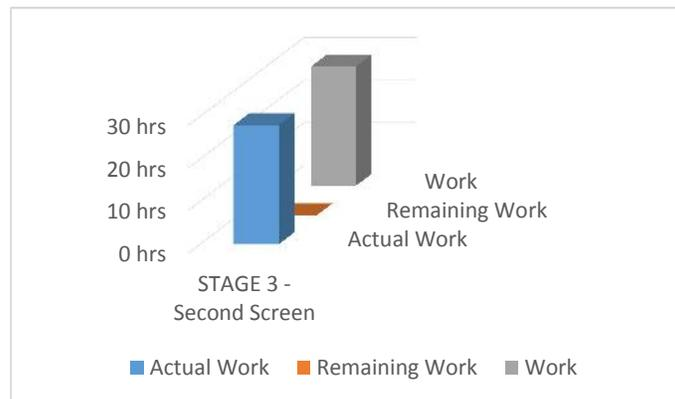 30 hrs
20 hrs
10 hrs
0 hrs
Work
Remaining Work
Actual Work
STAGE 3 -
Second Screen
Actual Work Remaining Work Work